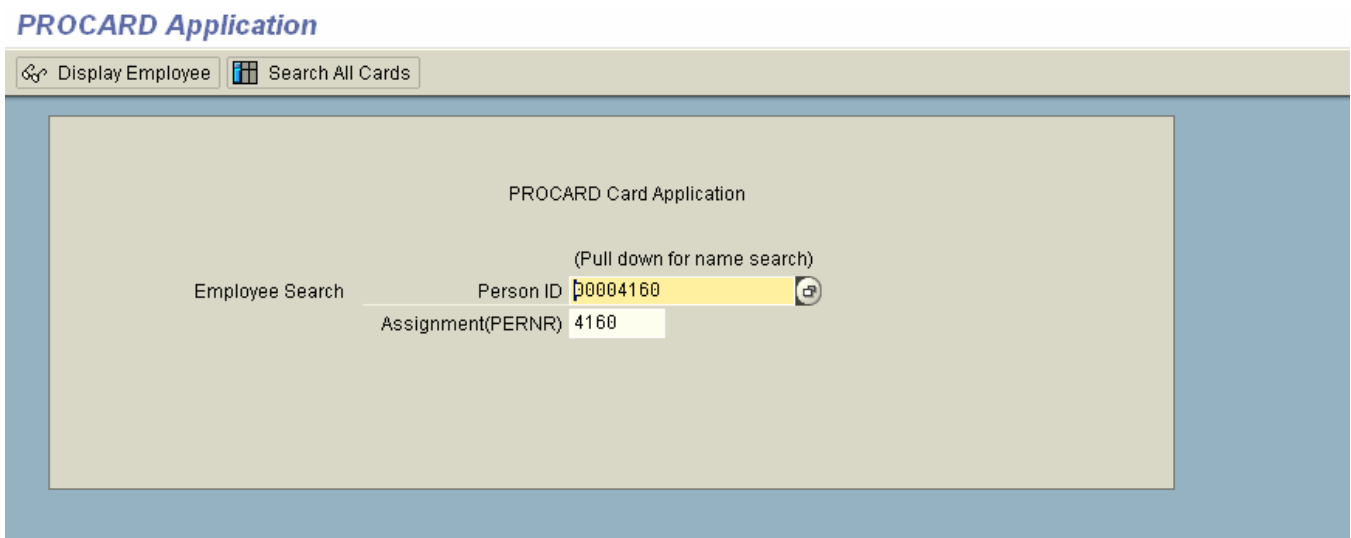 PROCARD Application
Display Employee Search All Cards
PROCARD Card Application
(Pull down for name search)
Employee Search Person ID 00004160
Assignment(PERNR) 4160